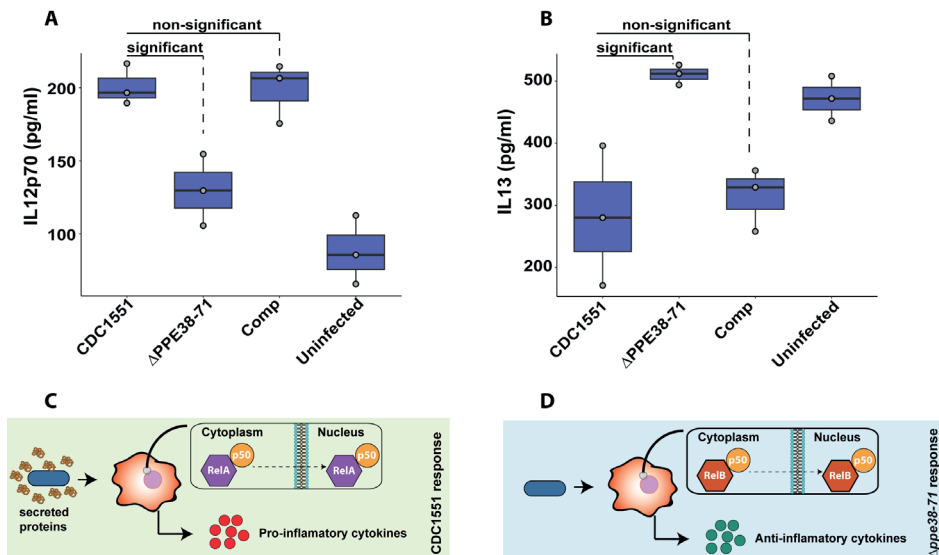 A
non-significant
significant
IL12p70 (pg/ml)
200
150
100
CDC1551
ΔPPE38-71
Comp
Uninfected
B
non-significant
significant
IL13 (pg/ml)
500
400
300
200
CDC1551
ΔPPE38-71
Comp
Uninfected
C
secreted
proteins
Cytoplasm
Nucleus
p50
RelA
p50
RelA
Pro-inflamatory cytokines
CDC1551 response
D
Cytoplasm
Nucleus
p50
RelB
p50
RelB
Anti-inflamatory cytokines
Δppe38-71 response